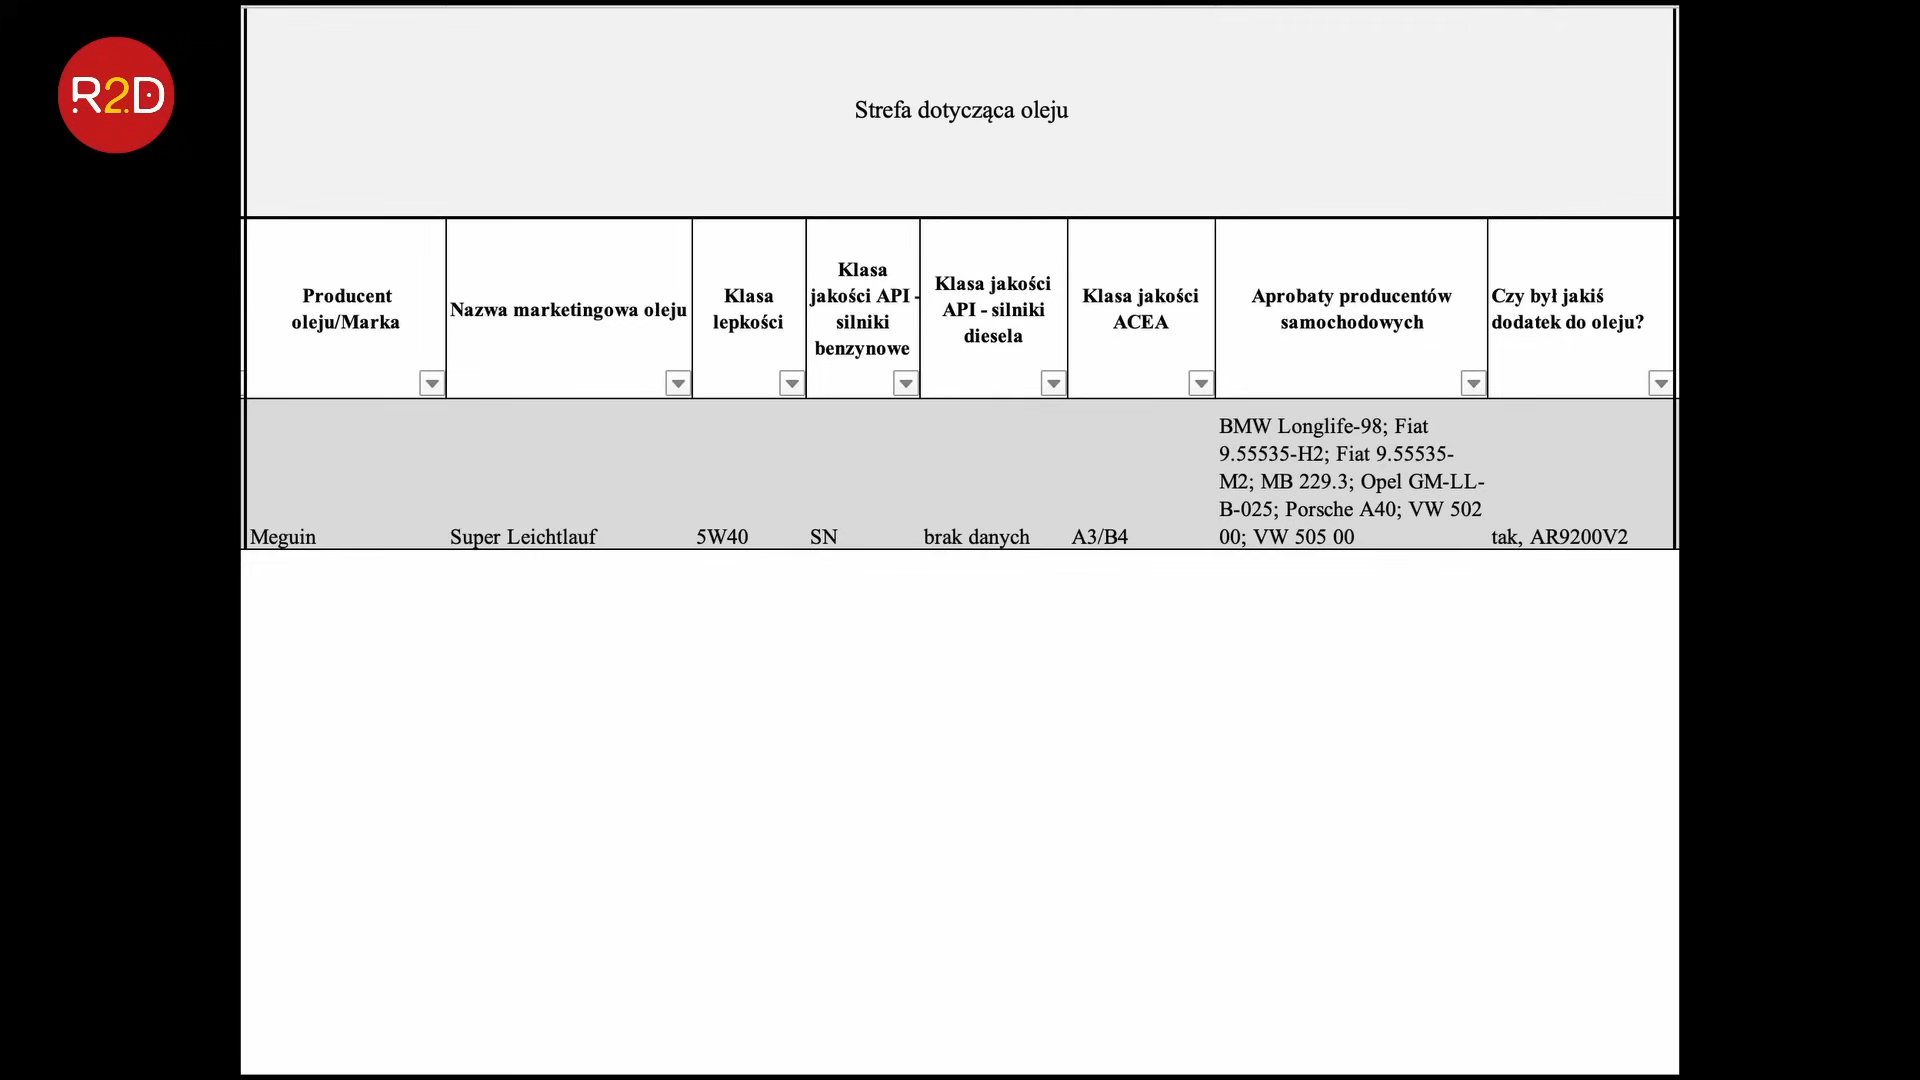 R2D
Strefa dotycząca oleju
Producent
oleju/Marka
Nazwa marketingowa oleju
Klasa
lepkości
Klasa
jakości API -
silniki
benzynowe
Klasa jakości
API - silniki
diesela
Klasa jakości
ACEA
Aprobaty producentów
samochodowych
Czy był jakiś
dodatek do oleju?
Meguin
Super Leichtlauf
5W40
SN
brak danych
A3/B4
BMW Longlife-98; Fiat
9.55535-H2; Fiat 9.55535-
M2; MB 229.3; Opel GM-LL-
B-025; Porsche A40; VW 502
00; VW 505 00
tak, AR9200V2